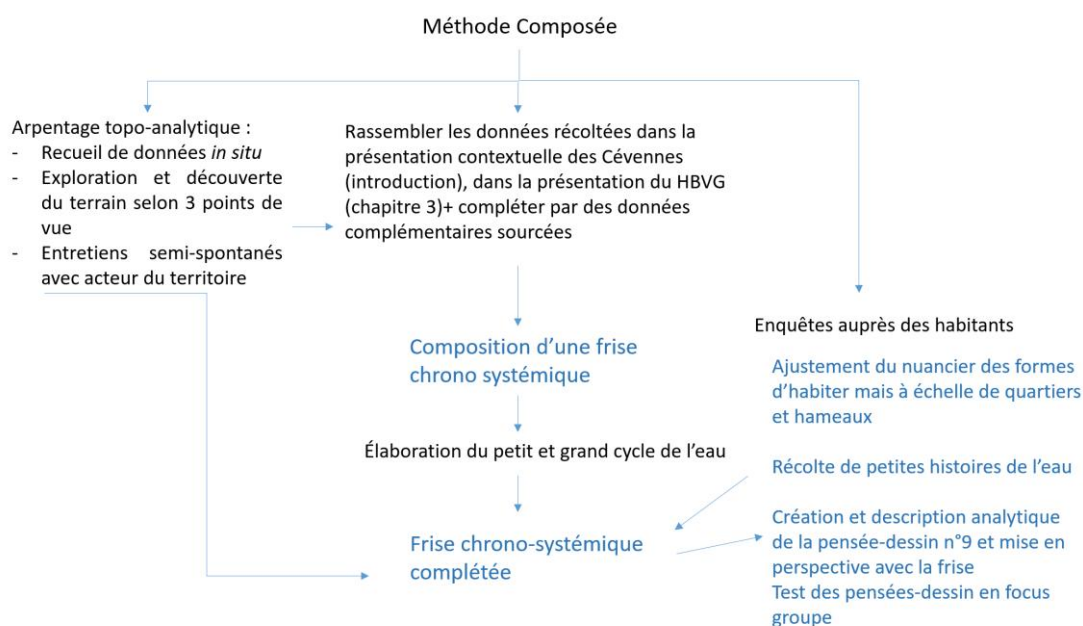 Méthode Composée
Arpentage topo-analytique :
- Recueil de données in situ
- Exploration et découverte
du terrain selon 3 points de
vue
- Entretiens semi-spontanés
avec acteur du territoire
Rassembler les données récoltées dans la
présentation contextuelle des Cévennes
(introduction), dans la présentation du HBVG
(chapitre 3)+ compléter par des données
complémentaires sourcées
Composition d’une frise
chrono systémique
Élaboration du petit et grand cycle de l’eau
Frise chrono-systémique
complétée
Enquêtes auprès des habitants
Ajustement du nuancier des formes
d’habiter mais à échelle de quartiers
et hameaux
Récolte de petites histoires de l’eau
Création et description analytique
de la pensée-dessin n°9 et mise en
perspective avec la frise
Test des pensées-dessin en focus
groupe